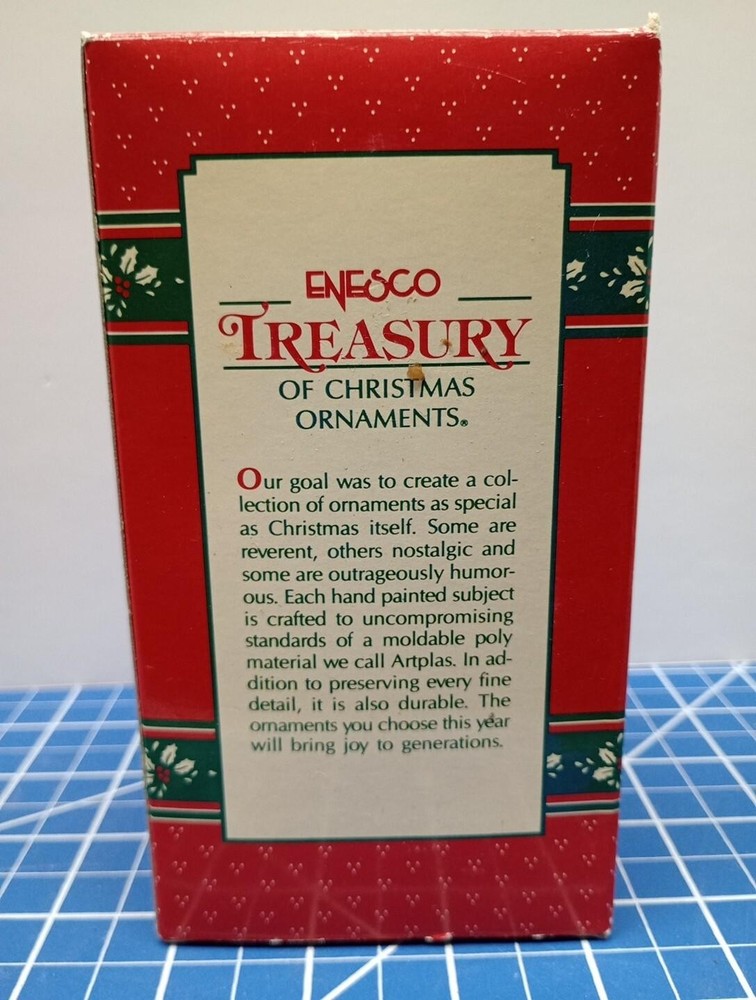 ENESCO
TREASURY
OF CHRISTMAS
ORNAMENTS®
Our goal was to create a col-
lection of ornaments as special
as Christmas itself. Some are
reverent, others nostalgic and
some are outrageously humor-
ous. Each hand painted subject
is crafted to uncompromising
standards of a moldable poly
material we call Artplas. In ad-
dition to preserving every fine
detail, it is also durable. The
ornaments you choose this year
will bring joy to generations.